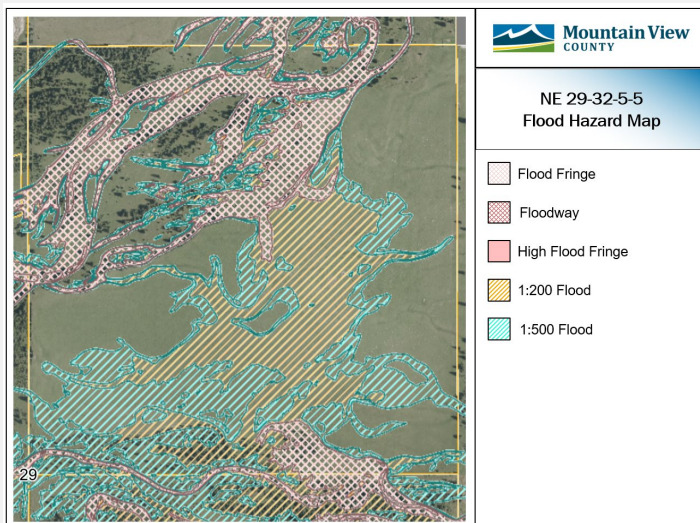 Mountain View
COUNTY
NE 29-32-5-5
Flood Hazard Map
Flood Fringe
Floodway
High Flood Fringe
1:200 Flood
1:500 Flood
29